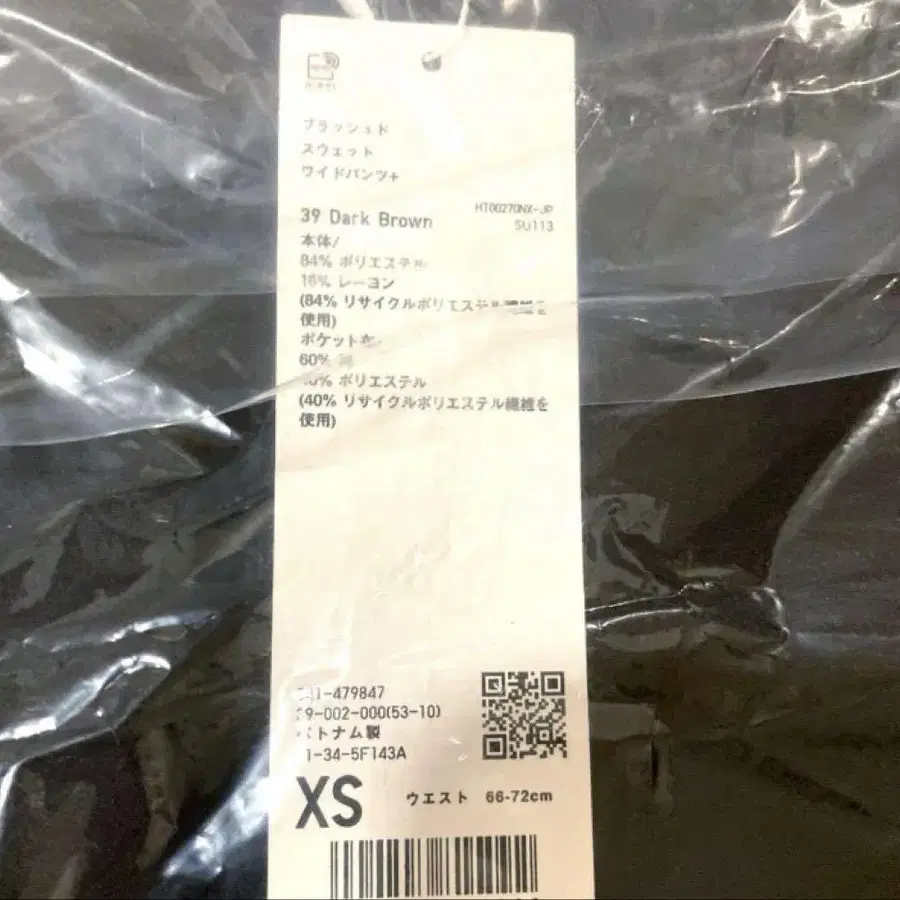 ブラッシュド
スウェット
ワイドパンツ+
39 Dark Brown
HT00270NX-JP
SU113
本体/
84% ポリエステル
16% レーヨン
(84% リサイクルポリエステル繊維を
使用)
ポケット布/
60%
ポリエステル
(40% リサイクルポリエステル繊維を
使用)
-479847
-002-000(53-10)
ベトナム製
-34-5F143A
XS
ウエスト 66-72cm